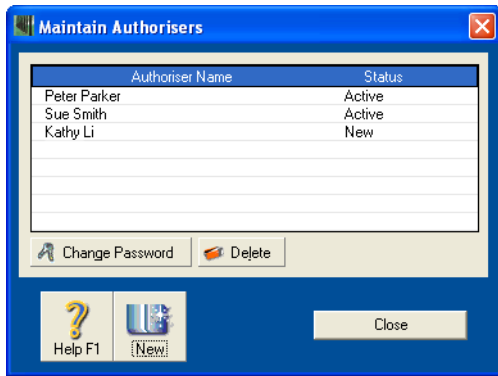 Maintain Authorisers
Authoriser Name Status
Peter Parker Active
Sue Smith Active
Kathy Li New
Change Password Delete
Help F1 New Close